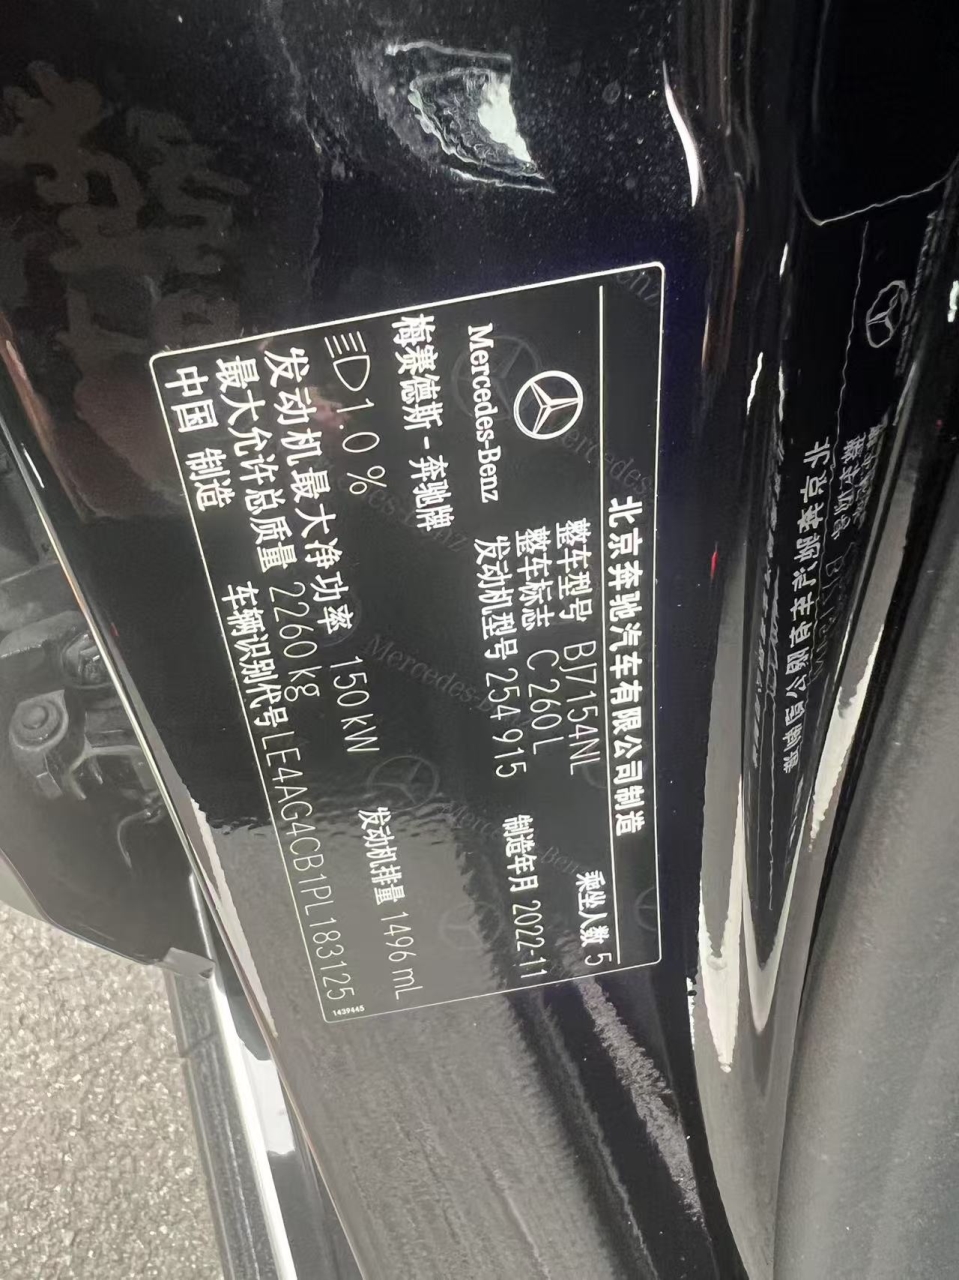 北京奔驰汽车有限公司制造
Mercedes-Benz
整车型号 BJ7154NL 乘坐人数 5
整车标志 C 260 L
发动机型号 254 915 制造年月 2022-11
梅赛德斯-奔驰牌
1.0 %
发动机最大净功率 150 kW 发动机排量 1496 mL
最大允许总质量 2260 kg
中国 制造 车辆识别代号 LE4AG4CB1PL183125
1439445